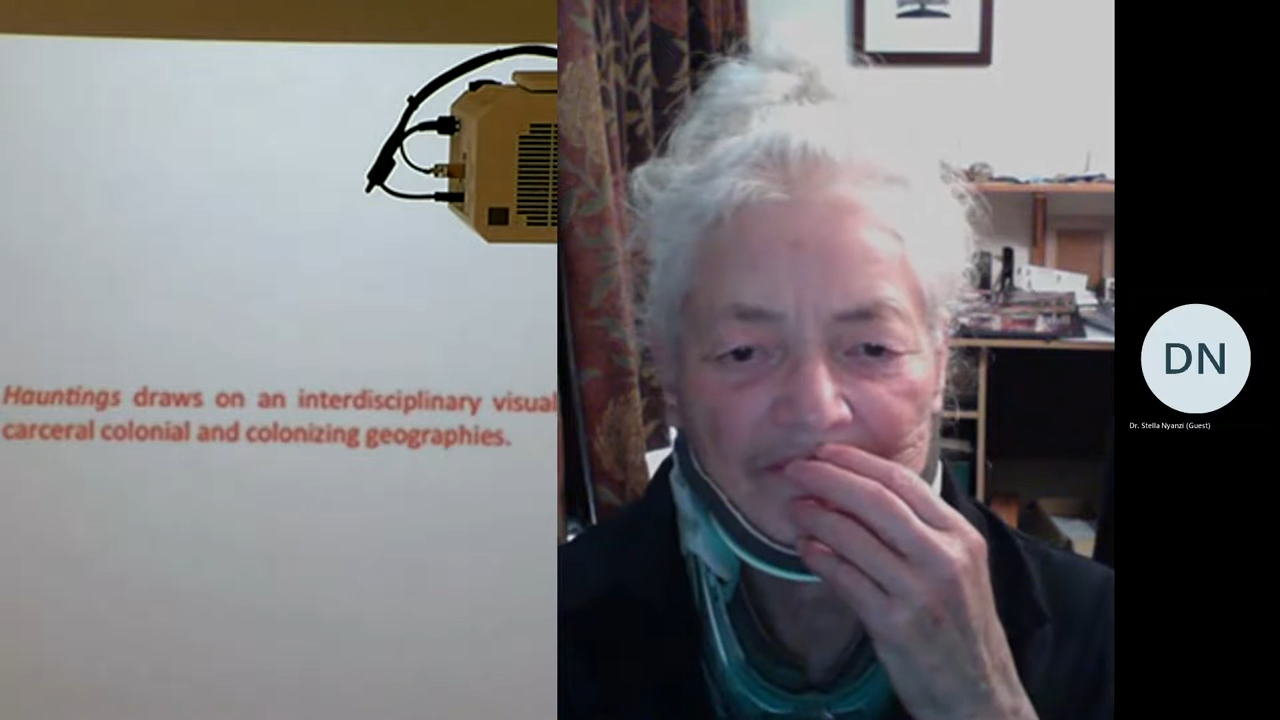 Hauntings draws on an interdisciplinary visual
carceral colonial and colonizing geographies.
DN
Dr. Stella Nyanzi (Guest)